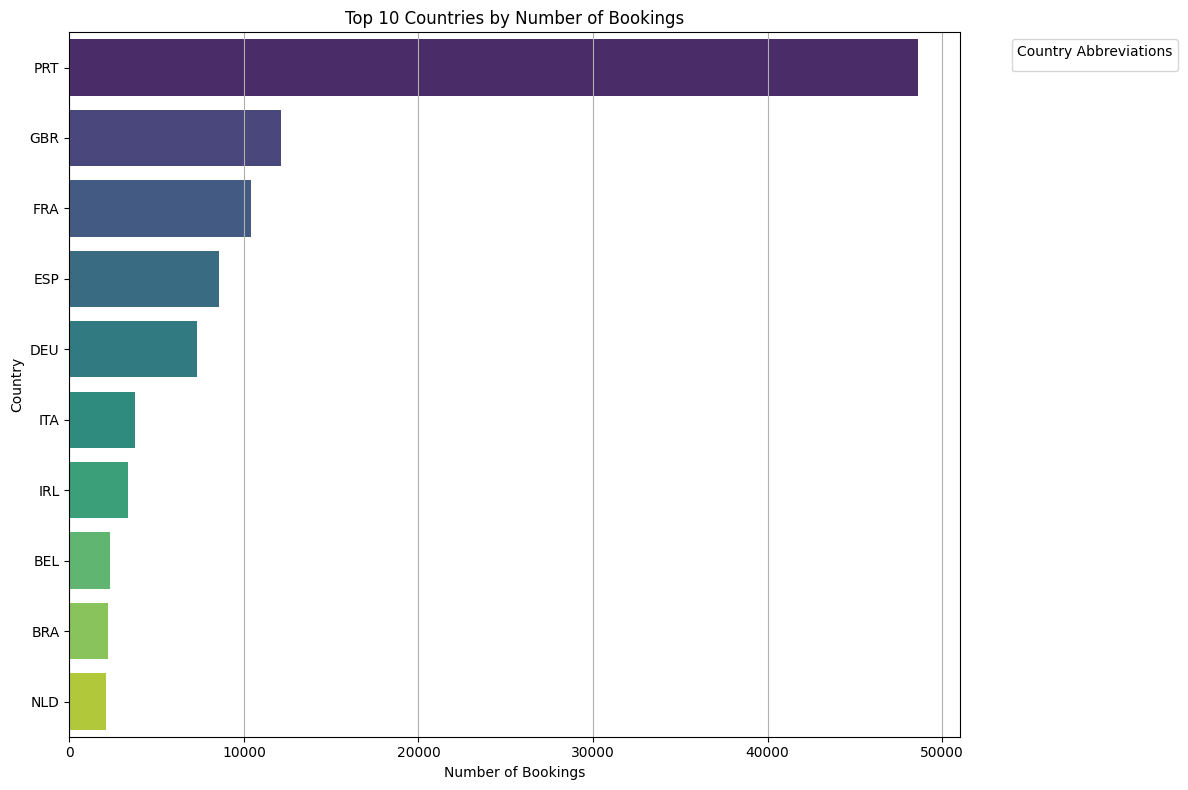 Top 10 Countries by Number of Bookings
Country Abbreviations
PRT
GBR
FRA
ESP
DEU
ITA
IRL
BEL
BRA
NLD
Country
0 10000 20000 30000 40000 50000
Number of Bookings